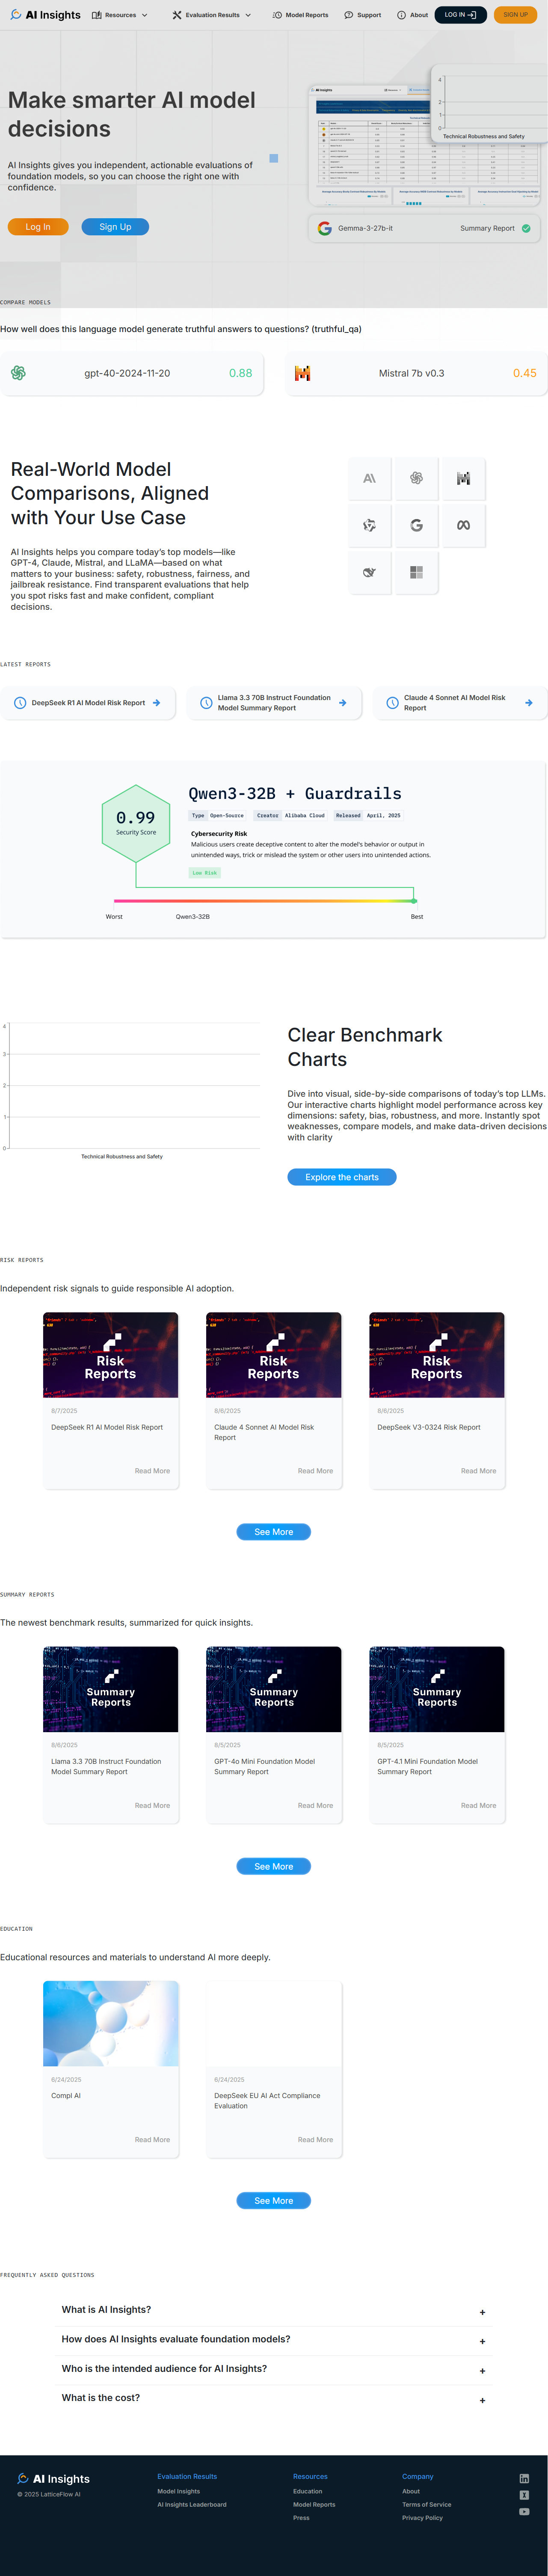 AI Insights
Resources
Evaluation Results
Model Reports
Support
About
LOG IN
SIGN UP
Make smarter AI model
decisions
AI Insights gives you independent, actionable evaluations of
foundation models, so you can choose the right one with
confidence.
Log In
Sign Up
AI Insights
4
2
1
0
Technical Robustness and Safety
Gemma-3-27b-it
Summary Report
COMPARE MODELS
How well does this language model generate truthful answers to questions? (truthful_qa)
gpt-40-2024-11-20
0.88
Mistral 7b v0.3
0.45
Real-World Model
Comparisons, Aligned
with Your Use Case
AI Insights helps you compare today's top models—like
GPT-4, Claude, Mistral, and LLaMA—based on what
matters to your business: safety, robustness, fairness, and
jailbreak resistance. Find transparent evaluations that help
you spot risks fast and make confident, compliant
decisions.
LATEST REPORTS
DeepSeek R1 AI Model Risk Report
Llama 3.3 70B Instruct Foundation
Model Summary Report
Claude 4 Sonnet AI Model Risk
Report
0.99
Security Score
Qwen3-32B + Guardrails
Type Open-Source Creator Alibaba Cloud Released April, 2025
Cybersecurity Risk
Malicious users create deceptive content to alter the model's behavior or output in
unintended ways, trick or mislead the system or other users into unintended actions.
Low Risk
Worst
Qwen3-32B
Best
4
3
2
1
0
Technical Robustness and Safety
Clear Benchmark
Charts
Dive into visual, side-by-side comparisons of today's top LLMs.
Our interactive charts highlight model performance across key
dimensions: safety, bias, robustness, and more. Instantly spot
weaknesses, compare models, and make data-driven decisions
with clarity
Explore the charts
RISK REPORTS
Independent risk signals to guide responsible AI adoption.
Risk
Reports
8/7/2025
DeepSeek R1 AI Model Risk Report
Read More
Risk
Reports
8/6/2025
Claude 4 Sonnet AI Model Risk
Report
Read More
Risk
Reports
8/6/2025
DeepSeek V3-0324 Risk Report
Read More
See More
SUMMARY REPORTS
The newest benchmark results, summarized for quick insights.
Summary
Reports
8/6/2025
Llama 3.3 70B Instruct Foundation
Model Summary Report
Read More
Summary
Reports
8/5/2025
GPT-4o Mini Foundation Model
Summary Report
Read More
Summary
Reports
8/5/2025
GPT-4.1 Mini Foundation Model
Summary Report
Read More
See More
EDUCATION
Educational resources and materials to understand AI more deeply.
6/24/2025
Compl AI
Read More
6/24/2025
DeepSeek EU AI Act Compliance
Evaluation
Read More
See More
FREQUENTLY ASKED QUESTIONS
What is AI Insights?
+
How does AI Insights evaluate foundation models?
+
Who is the intended audience for AI Insights?
+
What is the cost?
+
AI Insights
© 2025 LatticeFlow AI
Evaluation Results
Model Insights
AI Insights Leaderboard
Resources
Education
Model Reports
Press
Company
About
Terms of Service
Privacy Policy